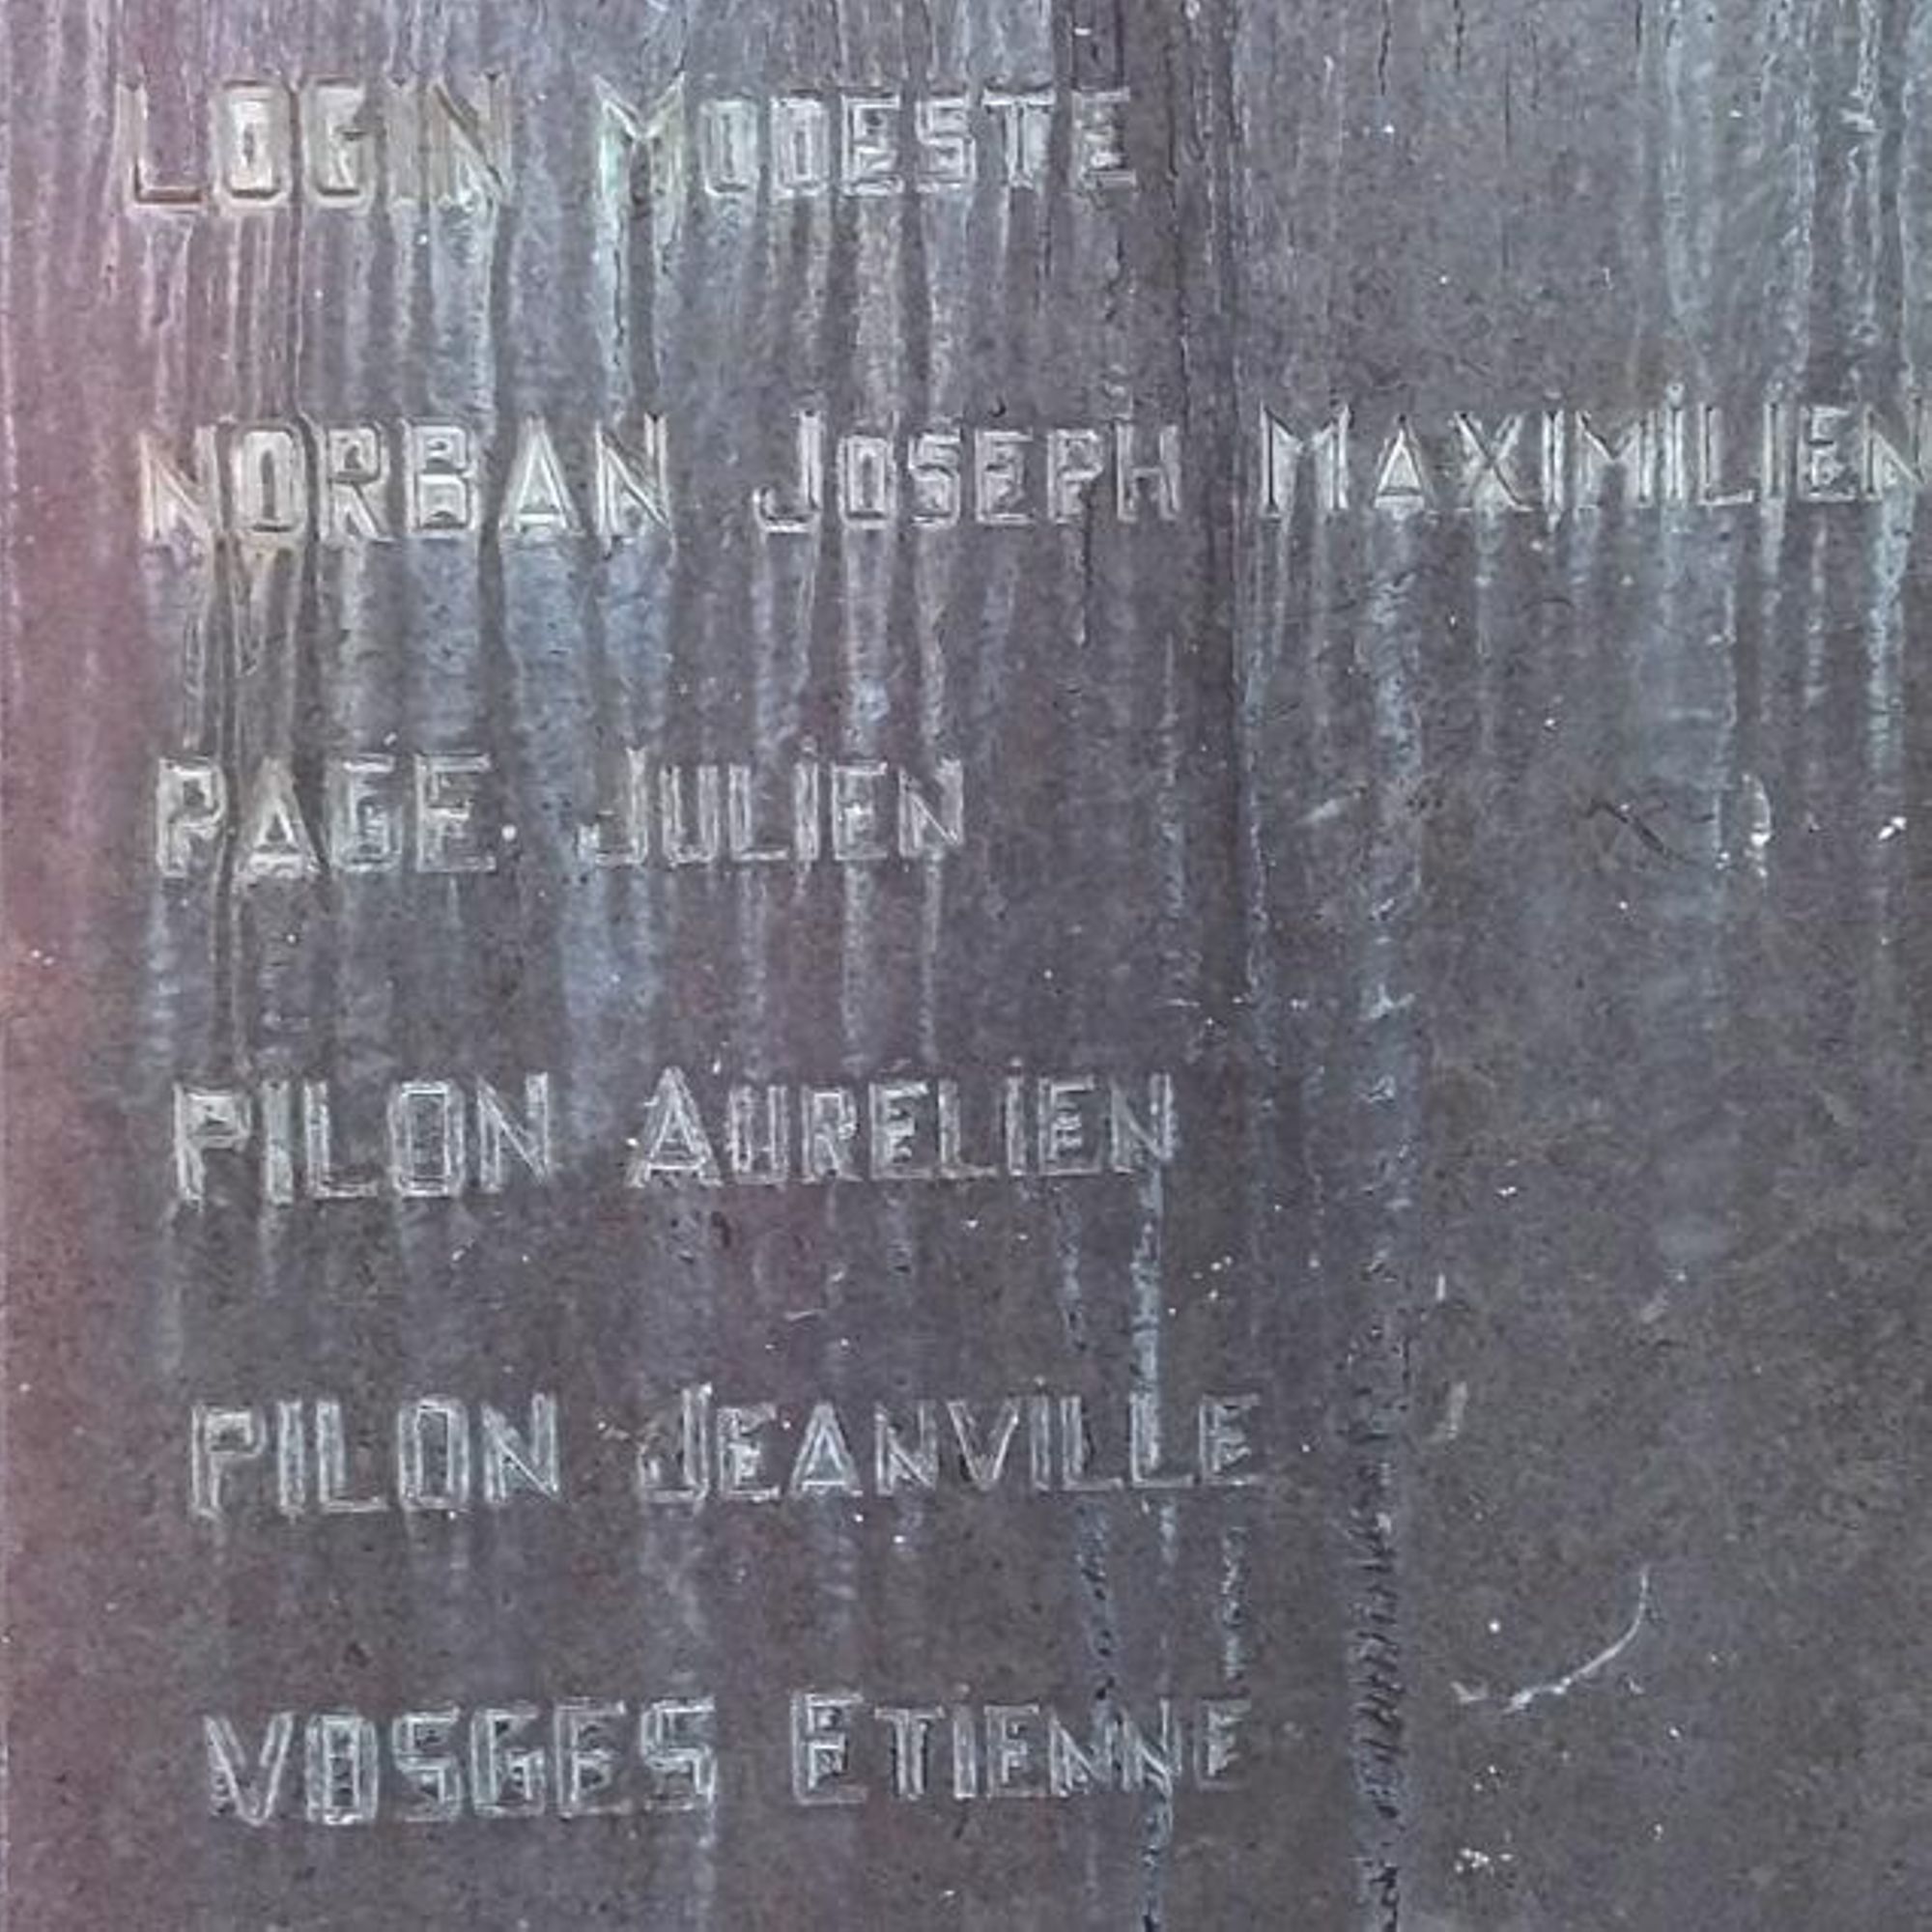 LOGIN MODESTE
NORBAN JOSEPH MAXIMILIEN
PAGE JULIEN
PILON AURÉLIEN
PILON JEANVILLE
VOSGES ETIENNE